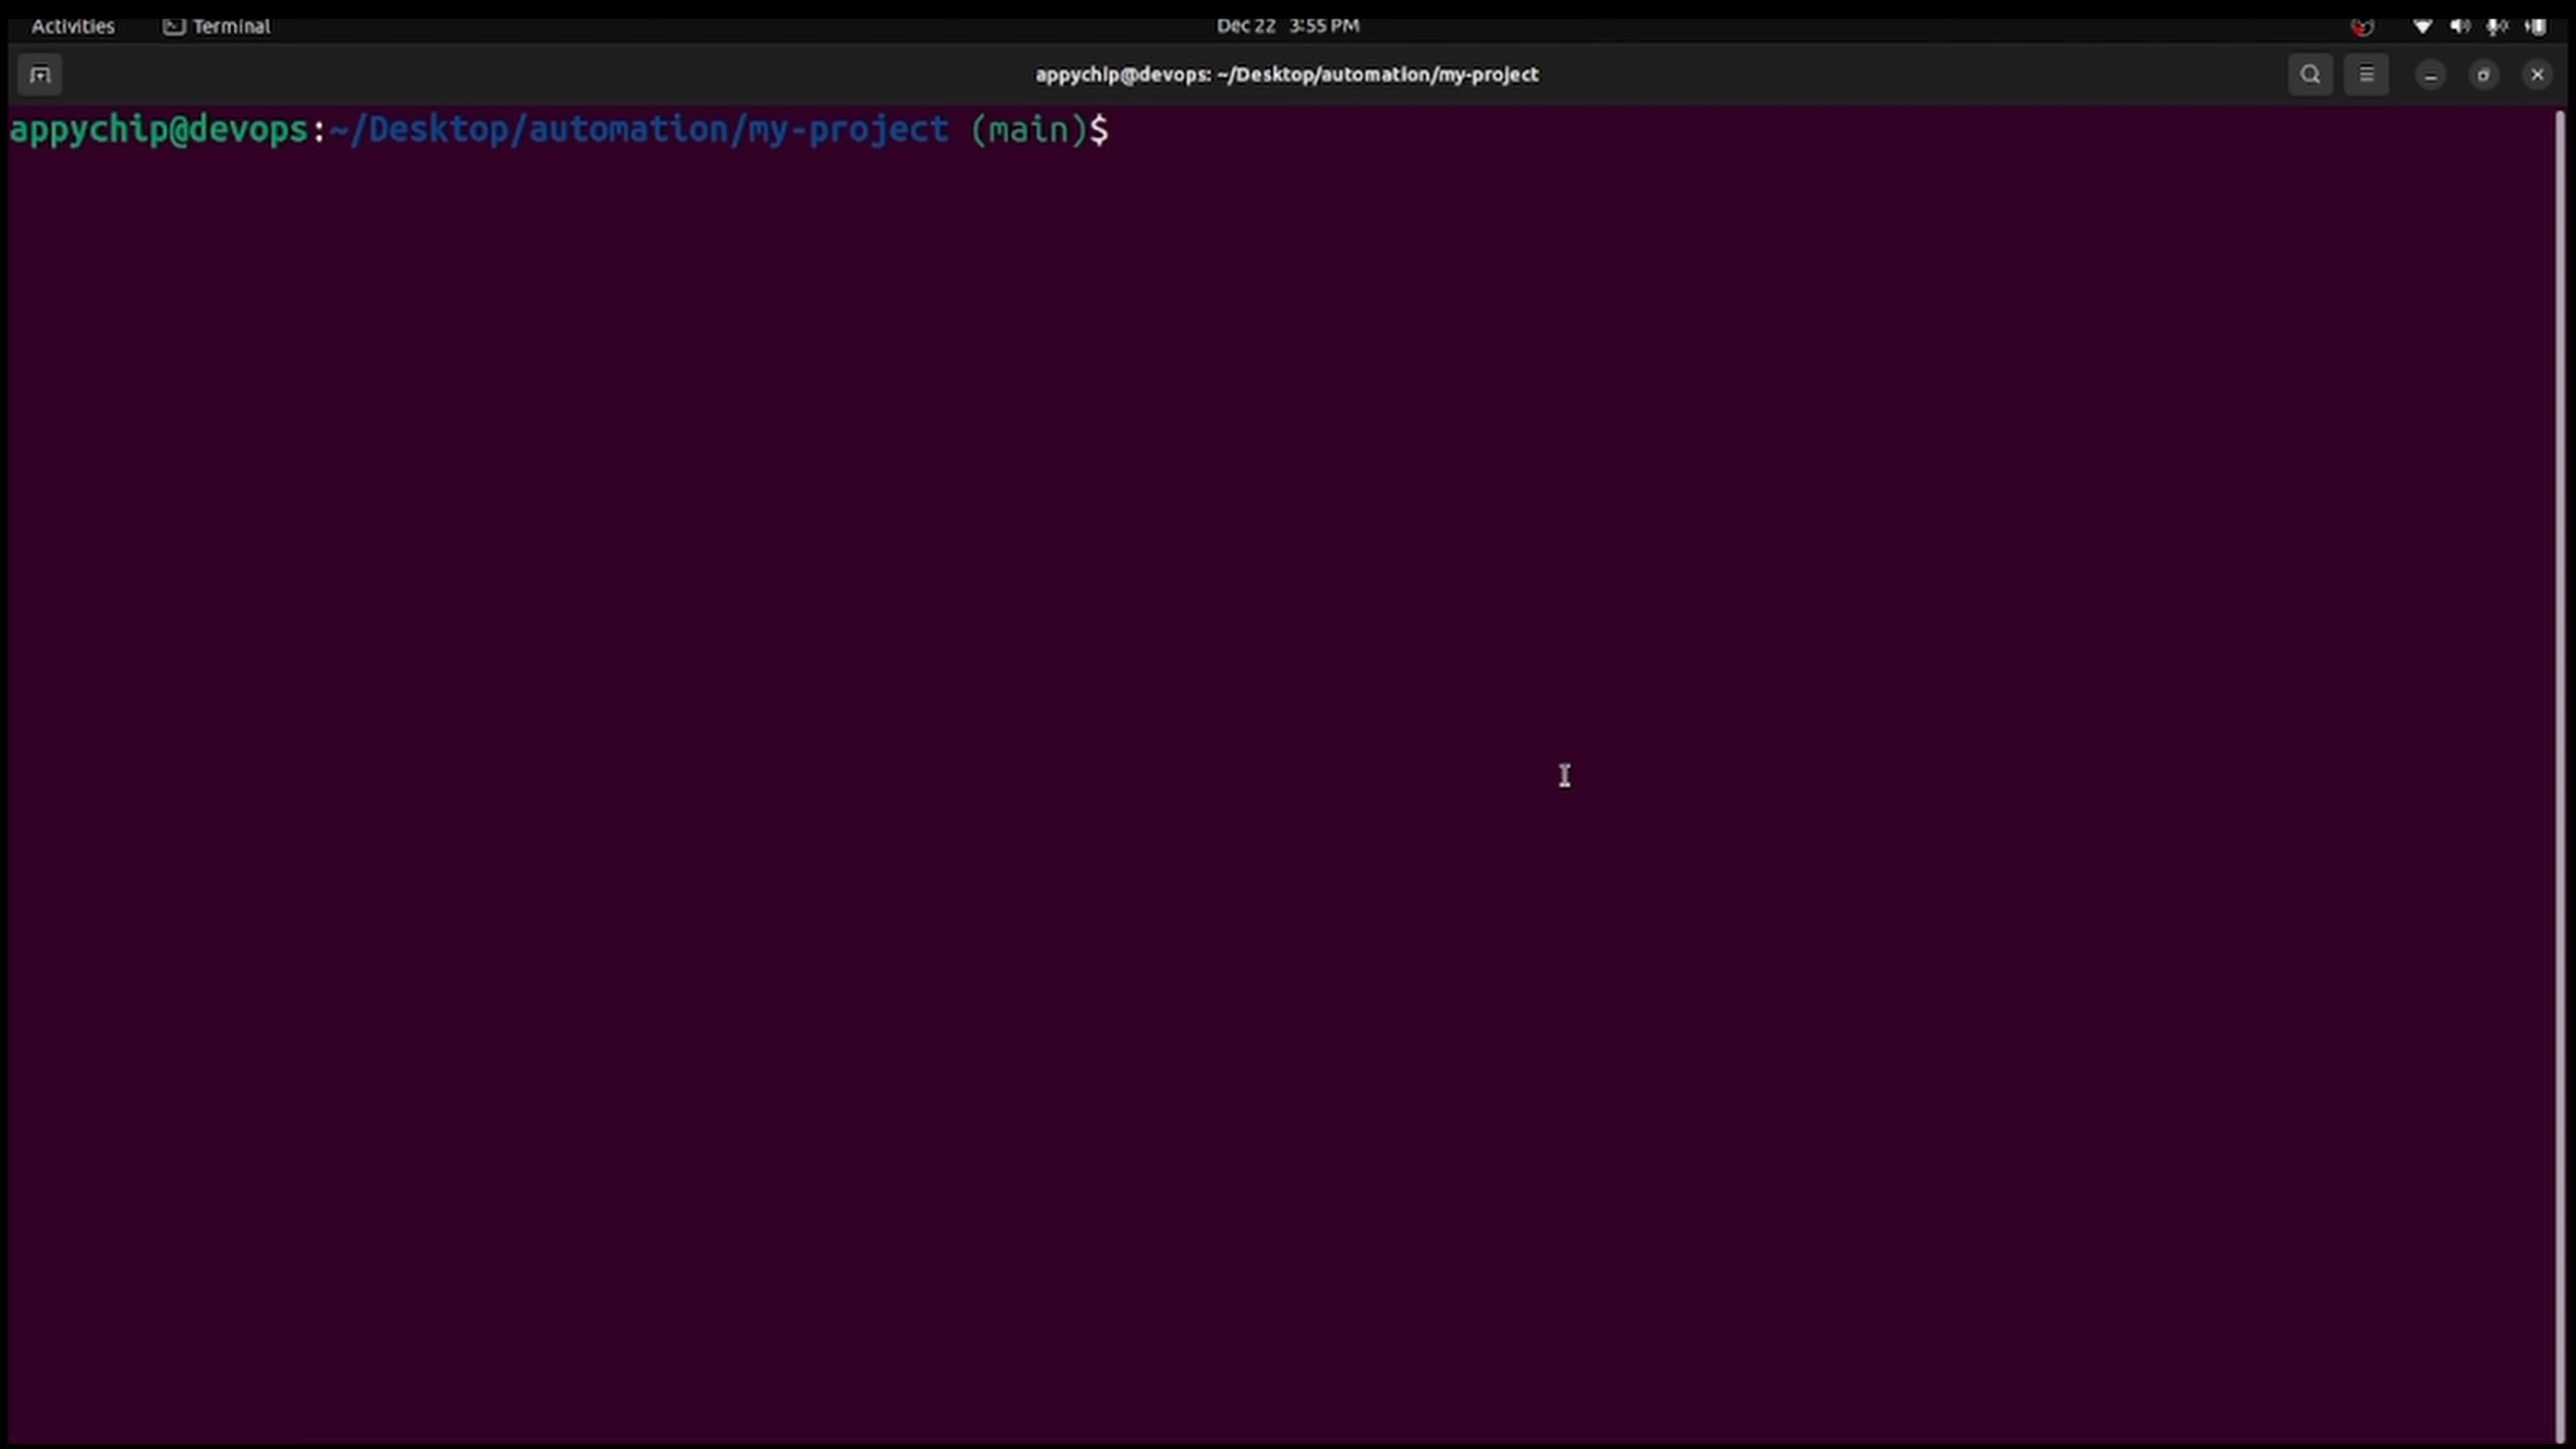 Activities Terminal Dec 22 3:55 PM
appychip@devops: ~/Desktop/automation/my-project
appychip@devops:~/Desktop/automation/my-project (main)$